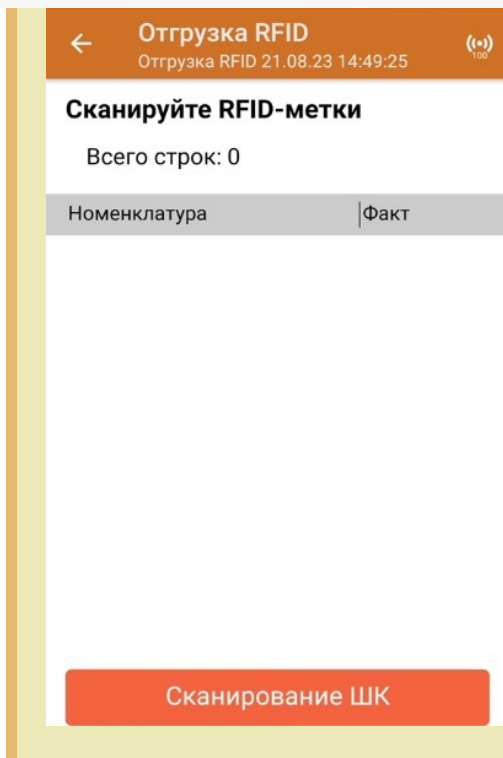 Отгрузка RFID
Отгрузка RFID 21.08.23 14:49:25
100
Сканируйте RFID-метки
Всего строк: 0
Номенклатура Факт
Сканирование ШК